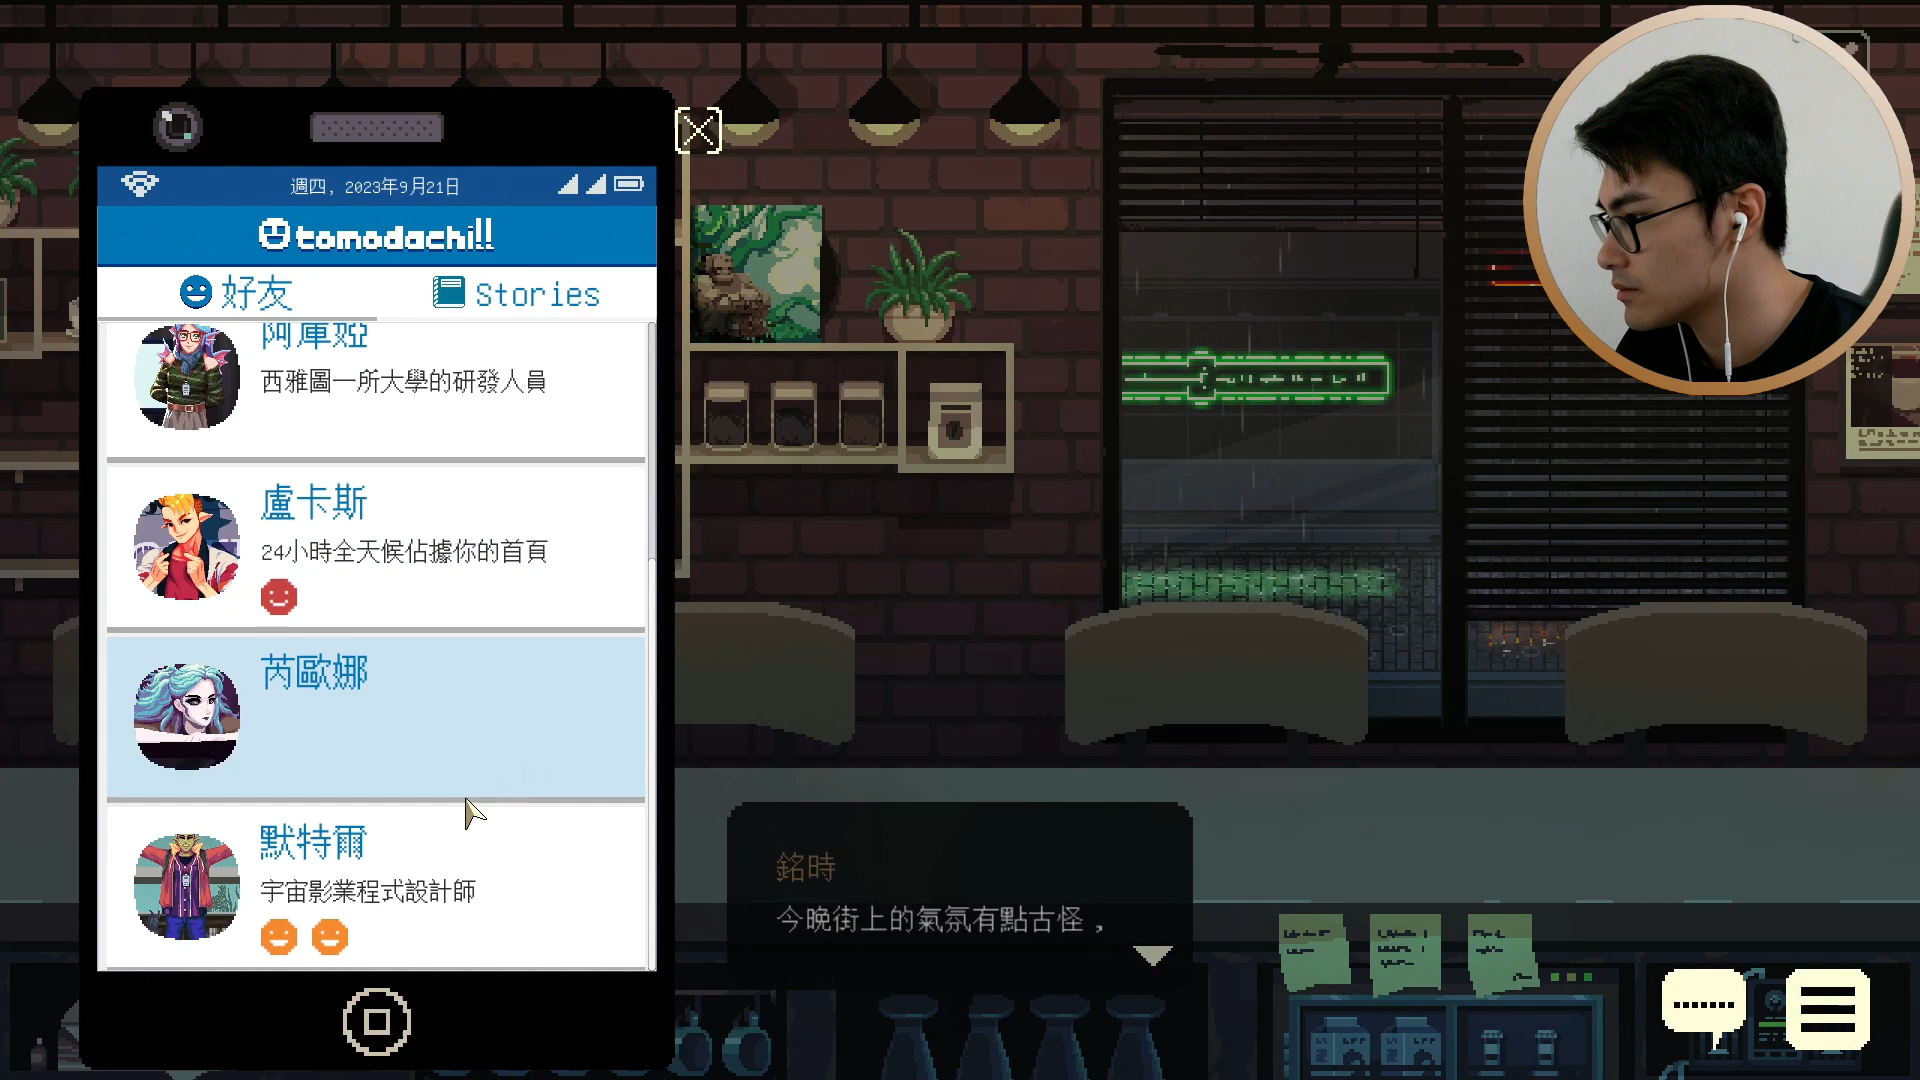 週四, 2023年9月21日
tomodachi!!
好友
Stories
阿庫婭
西雅圖一所大學的研發人員
盧卡斯
24小時全天候佔據你的首頁
芮歐娜
默特爾
宇宙影業程式設計師
銘時
今晚街上的氣氛有點古怪，